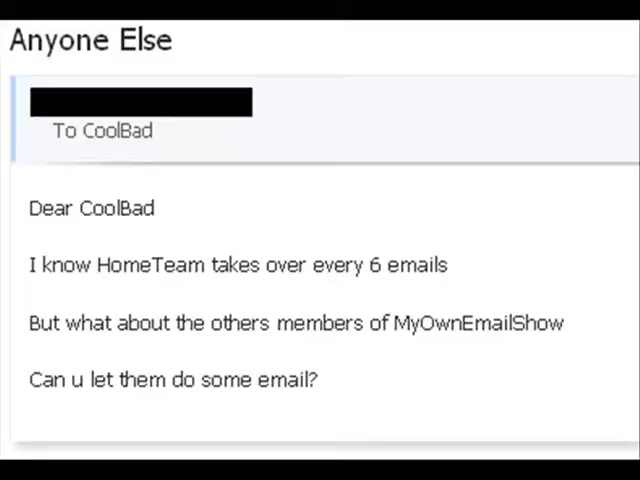 Anyone Else
To CoolBad
Dear CoolBad
I know HomeTeam takes over every 6 emails
But what about the others members of MyOwnEmailShow
Can u let them do some email?